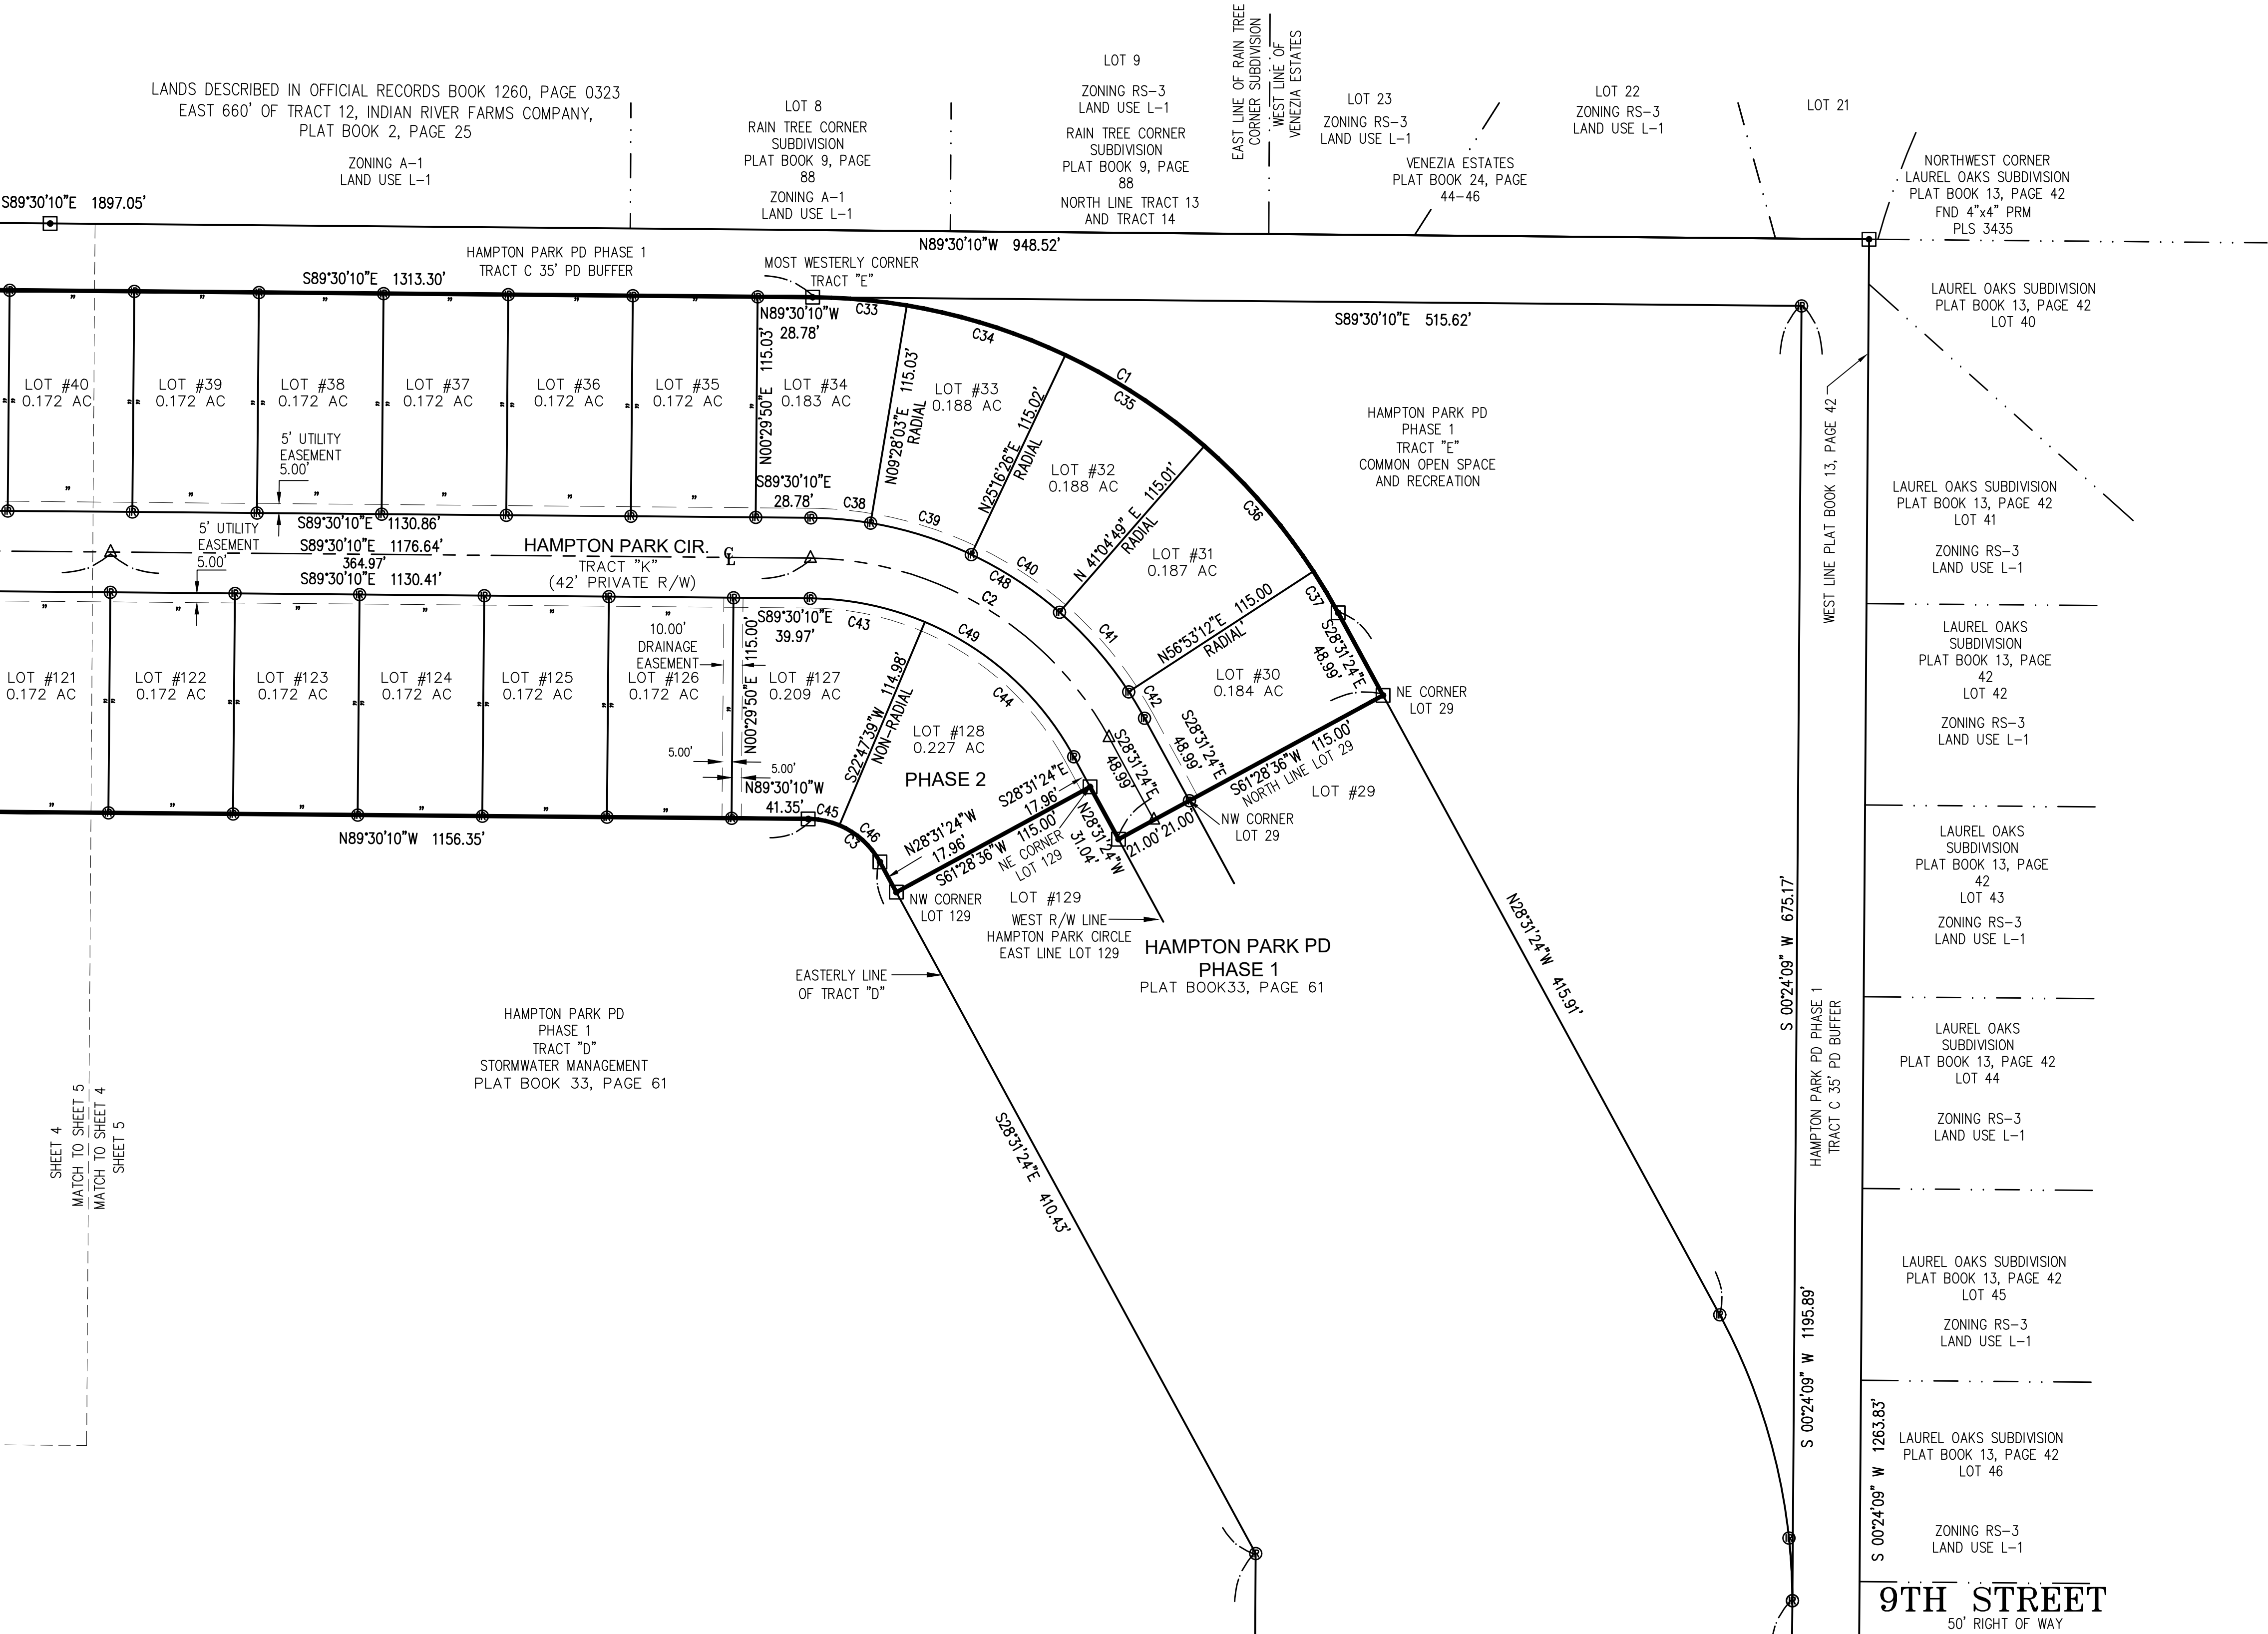 LANDS DESCRIBED IN OFFICIAL RECORDS BOOK 1260, PAGE 0323
EAST 660' OF TRACT 12, INDIAN RIVER FARMS COMPANY,
PLAT BOOK 2, PAGE 25
ZONING A-1
LAND USE L-1
LOT 8
RAIN TREE CORNER
SUBDIVISION
PLAT BOOK 9, PAGE
88
ZONING A-1
LAND USE L-1
LOT 9
ZONING RS-3
LAND USE L-1
RAIN TREE CORNER
SUBDIVISION
PLAT BOOK 9, PAGE
88
NORTH LINE TRACT 13
AND TRACT 14
EAST LINE OF RAIN TREE
CORNER SUBDIVISION
WEST LINE OF
VENEZIA ESTATES
LOT 23
ZONING RS-3
LAND USE L-1
VENEZIA ESTATES
PLAT BOOK 24, PAGE
44-46
LOT 22
ZONING RS-3
LAND USE L-1
LOT 21
NORTHWEST CORNER
LAUREL OAKS SUBDIVISION
PLAT BOOK 13, PAGE 42
FND 4"x4" PRM
PLS 3435
S89°30'10"E 1897.05'
N89°30'10"W 948.52'
HAMPTON PARK PD PHASE 1
TRACT C 35' PD BUFFER
S89°30'10"E 1313.30'
MOST WESTERLY CORNER
TRACT "E"
N89°30'10"W
28.78'
C33
C34
C1
C35
C36
C37
S89°30'10"E 515.62'
LAUREL OAKS SUBDIVISION
PLAT BOOK 13, PAGE 42
LOT 40
LOT #40
0.172 AC
LOT #39
0.172 AC
LOT #38
0.172 AC
LOT #37
0.172 AC
LOT #36
0.172 AC
LOT #35
0.172 AC
N00°29'50"E 115.03'
LOT #34
0.183 AC
N09°28'03"E 115.03'
RADIAL
LOT #33
0.188 AC
N25°16'26"E 115.02'
RADIAL
LOT #32
0.188 AC
N 41°04'49" E 115.01'
RADIAL
LOT #31
0.187 AC
N56°53'12"E 115.00'
RADIAL
LOT #30
0.184 AC
S28°31'24"E
48.99'
HAMPTON PARK PD
PHASE 1
TRACT "E"
COMMON OPEN SPACE
AND RECREATION
WEST LINE PLAT BOOK 13, PAGE 42
LAUREL OAKS SUBDIVISION
PLAT BOOK 13, PAGE 42
LOT 41
ZONING RS-3
LAND USE L-1
5' UTILITY
EASEMENT
5.00'
S89°30'10"E
28.78'
C38
C39
C40
C41
C42
S89°30'10"E 1130.86'
5' UTILITY
EASEMENT
5.00'
S89°30'10"E 1176.64'
364.97'
S89°30'10"E 1130.41'
HAMPTON PARK CIR.
TRACT "K"
(42' PRIVATE R/W)
C48
C2
S89°30'10"E
39.97'
C43
C49
C44
LOT #121
0.172 AC
LOT #122
0.172 AC
LOT #123
0.172 AC
LOT #124
0.172 AC
LOT #125
0.172 AC
10.00'
DRAINAGE
EASEMENT
LOT #126
0.172 AC
N00°29'50"E 115.00'
LOT #127
0.209 AC
5.00'
5.00'
S22°47'39"W 114.98'
NON-RADIAL
LOT #128
0.227 AC
PHASE 2
N89°30'10"W
41.35'
C45
C46
C3
N89°30'10"W 1156.35'
N28°31'24"W
17.96'
S28°31'24"E
17.96'
S61°28'36"W 115.00'
NE CORNER
LOT 129
N28°31'24"W
31.04'
S28°31'24"E
48.99'
S28°31'24"E
48.99'
S61°28'36"W 115.00'
NORTH LINE LOT 29
NE CORNER
LOT 29
LOT #29
NW CORNER
LOT 29
21.00'
21.00'
NW CORNER
LOT 129
LOT #129
WEST R/W LINE
HAMPTON PARK CIRCLE
EAST LINE LOT 129
HAMPTON PARK PD
PHASE 1
PLAT BOOK33, PAGE 61
EASTERLY LINE
OF TRACT "D"
HAMPTON PARK PD
PHASE 1
TRACT "D"
STORMWATER MANAGEMENT
PLAT BOOK 33, PAGE 61
SHEET 4
MATCH TO SHEET 5
MATCH TO SHEET 4
SHEET 5
S28°31'24"E 410.43'
N28°31'24"W 415.91'
S 00°24'09" W 675.17'
HAMPTON PARK PD PHASE 1
TRACT C 35' PD BUFFER
S 00°24'09" W 1195.89'
S 00°24'09" W 1263.83'
LAUREL OAKS
SUBDIVISION
PLAT BOOK 13, PAGE
42
LOT 42
ZONING RS-3
LAND USE L-1
LAUREL OAKS
SUBDIVISION
PLAT BOOK 13, PAGE
42
LOT 43
ZONING RS-3
LAND USE L-1
LAUREL OAKS
SUBDIVISION
PLAT BOOK 13, PAGE 42
LOT 44
ZONING RS-3
LAND USE L-1
LAUREL OAKS SUBDIVISION
PLAT BOOK 13, PAGE 42
LOT 45
ZONING RS-3
LAND USE L-1
LAUREL OAKS SUBDIVISION
PLAT BOOK 13, PAGE 42
LOT 46
ZONING RS-3
LAND USE L-1
9TH STREET
50' RIGHT OF WAY